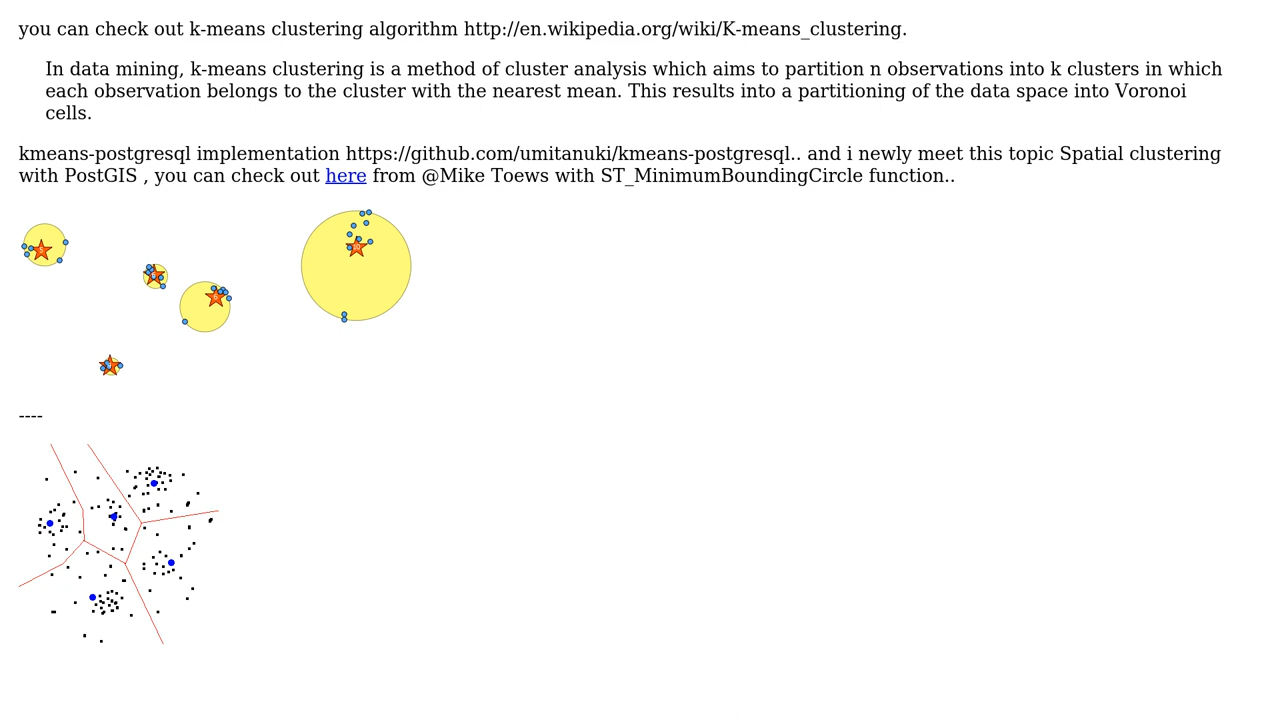 you can check out k-means clustering algorithm http://en.wikipedia.org/wiki/K-means_clustering.
In data mining, k-means clustering is a method of cluster analysis which aims to partition n observations into k clusters in which
each observation belongs to the cluster with the nearest mean. This results into a partitioning of the data space into Voronoi
cells.
kmeans-postgresql implementation https://github.com/umitanuki/kmeans-postgresql.. and i newly meet this topic Spatial clustering
with PostGIS , you can check out here from @Mike Toews with ST_MinimumBoundingCircle function..
----